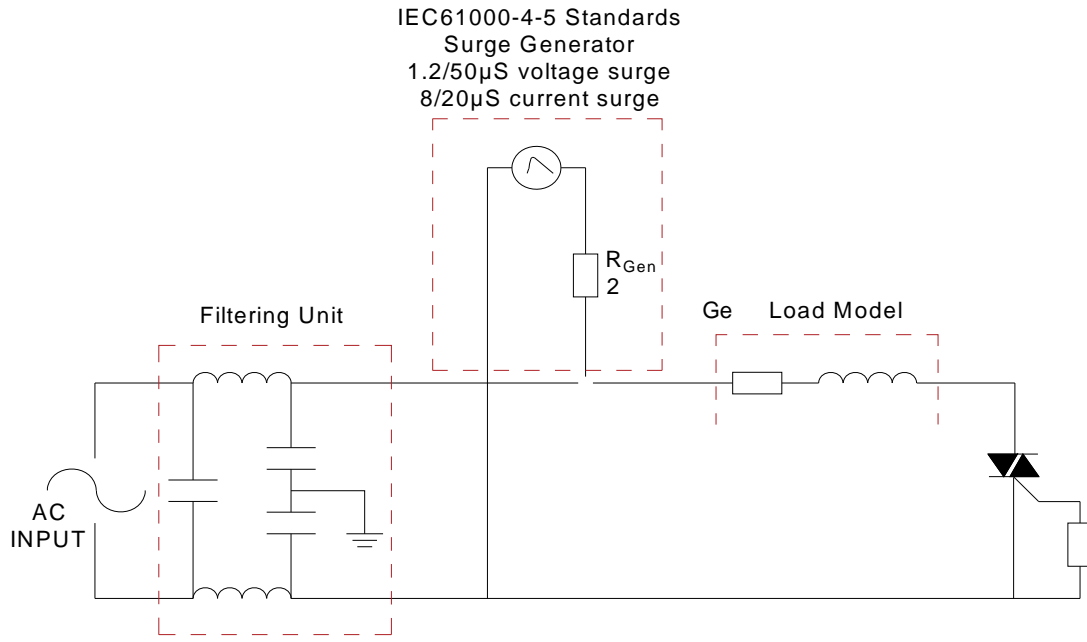 IEC61000-4-5 Standards
Surge Generator
1.2/50µS voltage surge
8/20µS current surge
R_Gen
2
Filtering Unit
Ge Load Model
AC
INPUT